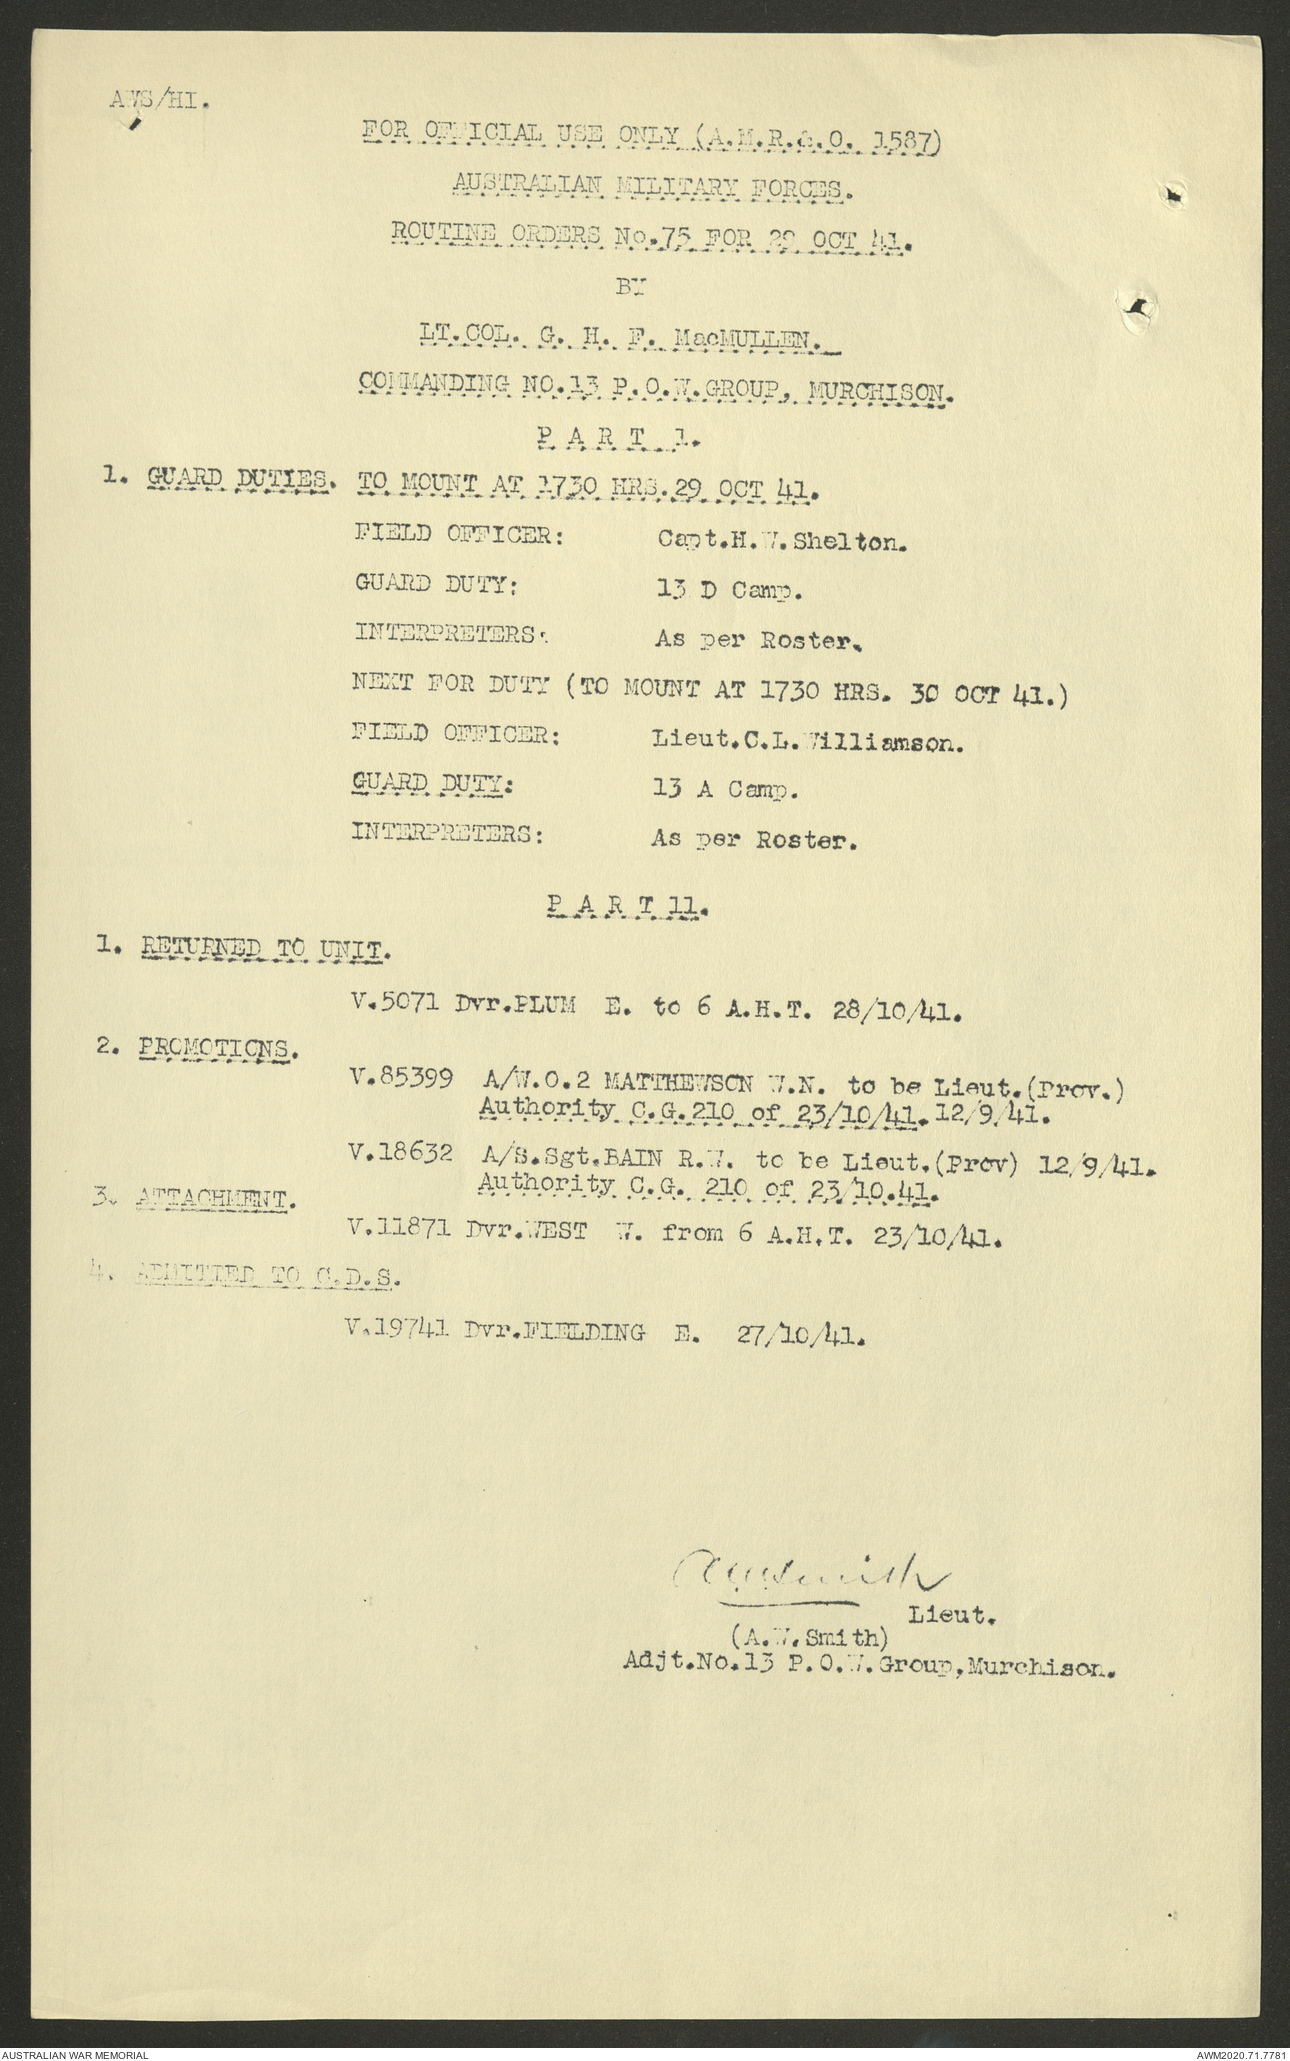 AWS/HI.
FOR OFFICIAL USE ONLY (A.M.R.&.O. 1587)
AUSTRALIAN MILITARY FORCES.
ROUTINE ORDERS No.75 FOR 29 OCT 41.
BY
LT.COL. G. H. F. MacMULLEN.
COMMANDING NO.13 P.O.W.GROUP, MURCHISON.
P A R T 1.
1. GUARD DUTIES. TO MOUNT AT 1730 HRS.29 OCT 41.
FIELD OFFICER: Capt.H.W.Shelton.
GUARD DUTY: 13 D Camp.
INTERPRETERS: As per Roster.
NEXT FOR DUTY (TO MOUNT AT 1730 HRS. 30 OCT 41.)
FIELD OFFICER: Lieut.C.L.Williamson.
GUARD DUTY: 13 A Camp.
INTERPRETERS: As per Roster.
P A R T 11.
1. RETURNED TO UNIT.
V.5071 Dvr.PLUM E. to 6 A.H.T. 28/10/41.
2. PROMOTIONS.
V.85399 A/W.O.2 MATTHEWSON W.N. to be Lieut.(Prov.)
Authority C.G.210 of 23/10/41.12/9/41.
V.18632 A/S.Sgt.BAIN R.W. to be Lieut.(Prov) 12/9/41.
Authority C.G. 210 of 23/10.41.
3. ATTACHMENT.
V.11871 Dvr.WEST W. from 6 A.H.T. 23/10/41.
4. ADMITTED TO C.D.S.
V.19741 Dvr.FIELDING E. 27/10/41.
AWSmith
Lieut.
(A.W.Smith)
Adjt.No.13 P.O.W.Group,Murchison.
AUSTRALIAN WAR MEMORIAL
AWM2020.71.7781